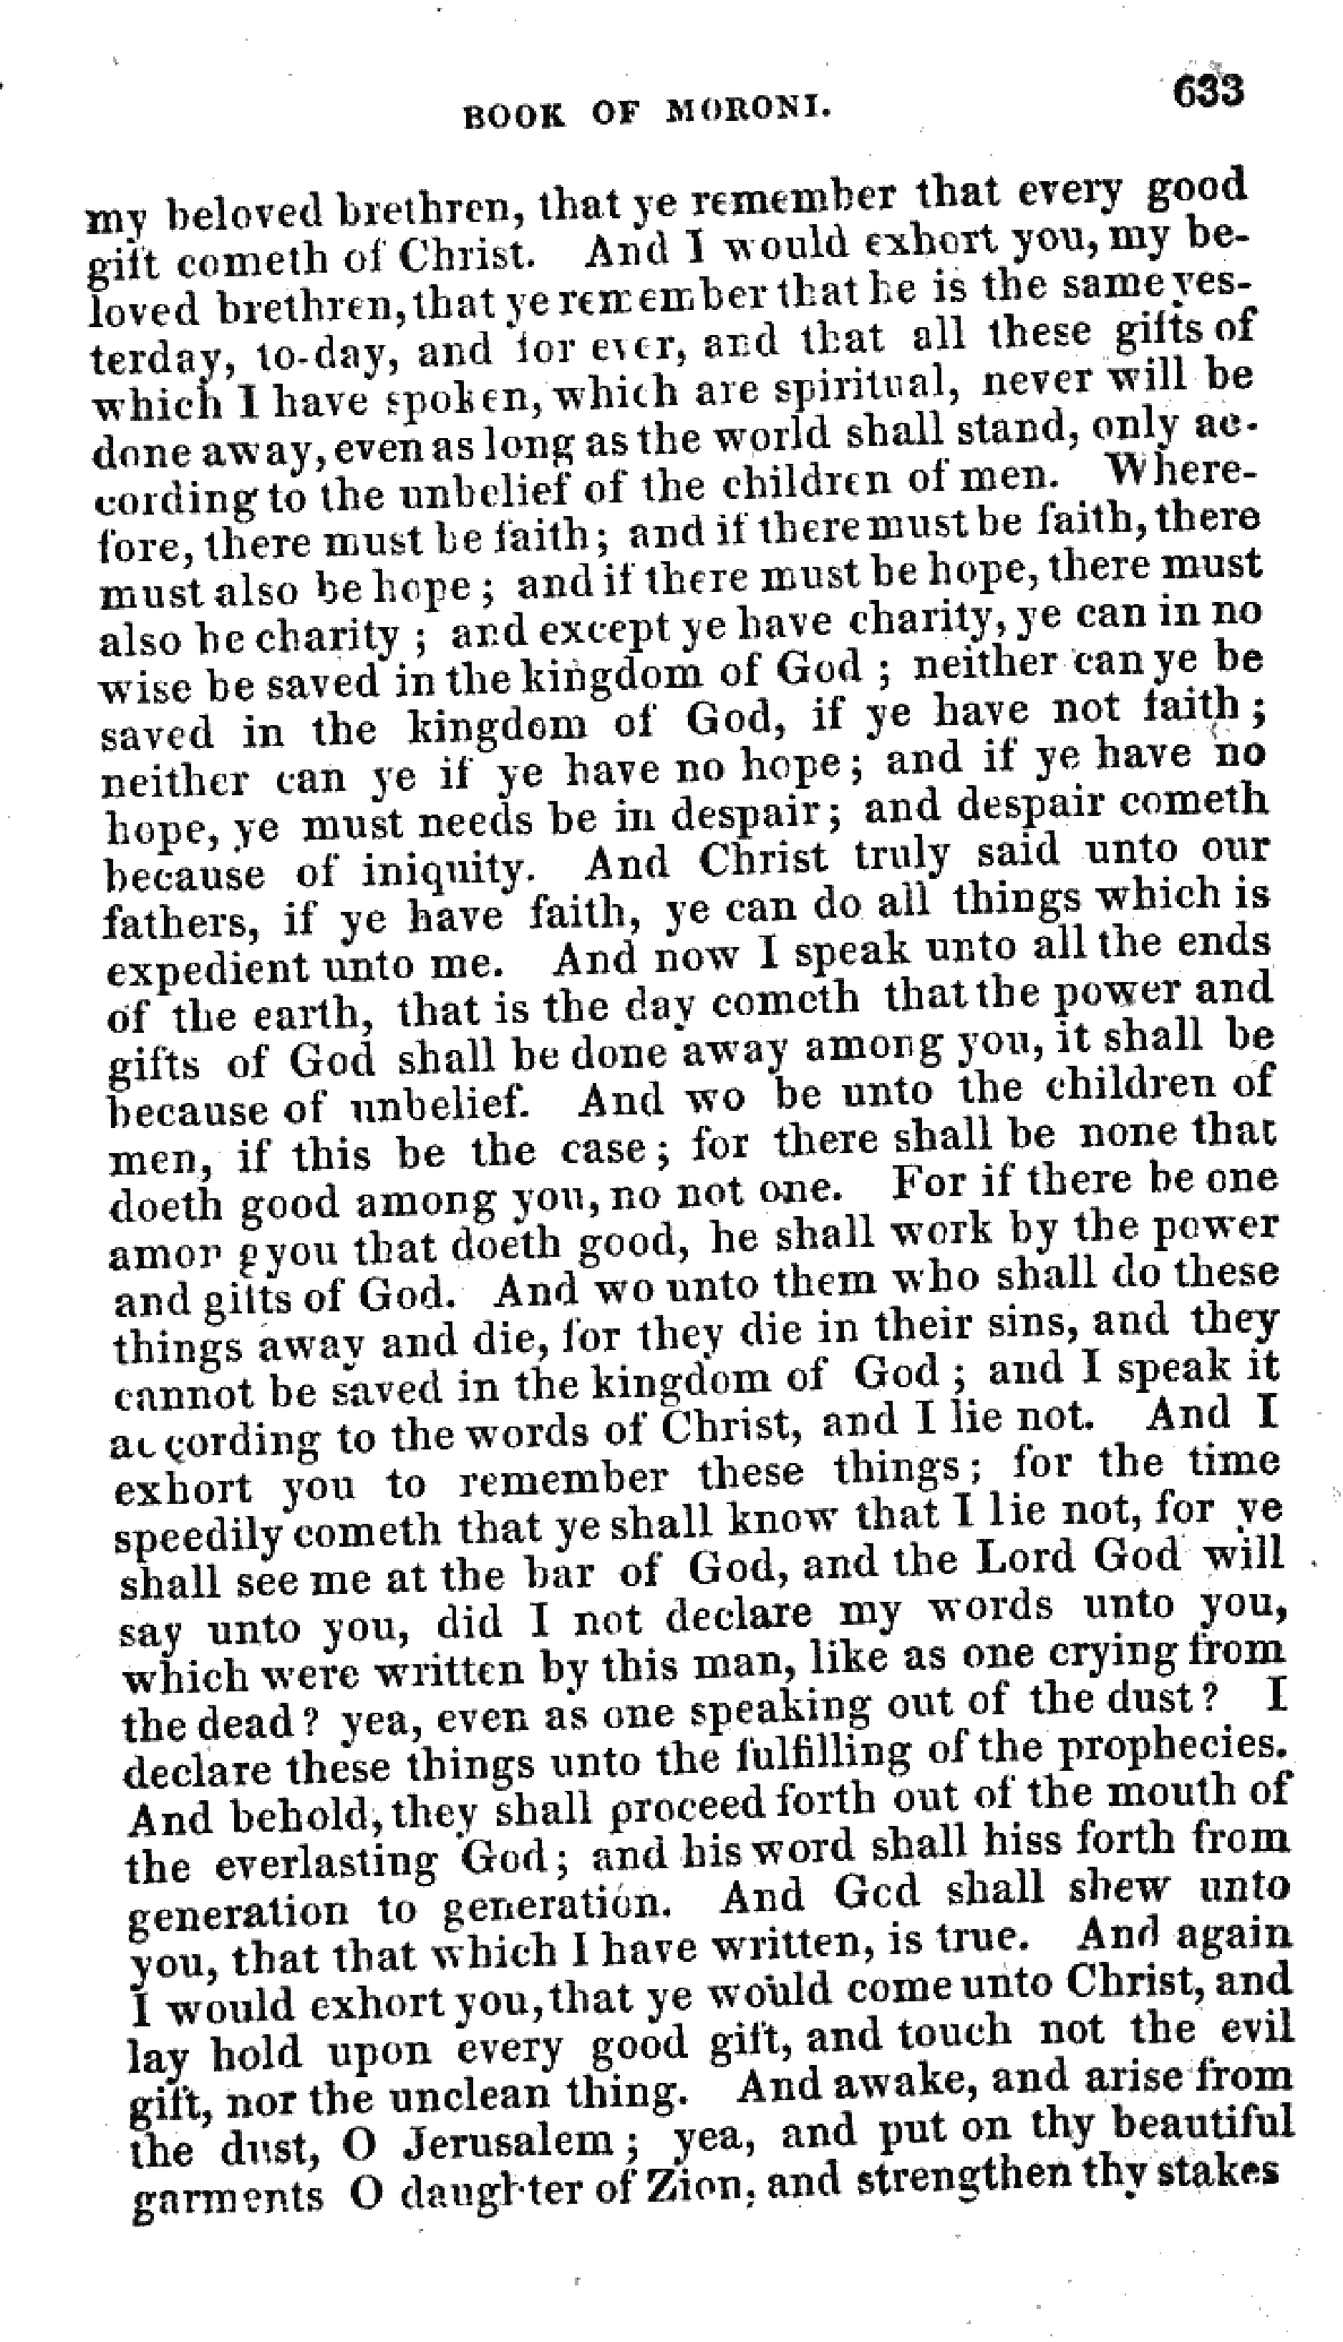 BOOK OF MORONI. 633
my beloved brethren, that ye remember that every good
gift cometh of Christ. And I would exhort you, my be-
loved brethren, that ye remember that he is the same yes-
terday, to-day, and for ever, and that all these gifts of
which I have spoken, which are spiritual, never will be
done away, even as long as the world shall stand, only ac-
cording to the unbelief of the children of men. Where-
fore, there must be faith; and if there must be faith, there
must also be hope; and if there must be hope, there must
also be charity; and except ye have charity, ye can in no
wise be saved in the kingdom of God; neither can ye be
saved in the kingdom of God, if ye have not faith;
neither can ye if ye have no hope; and if ye have no
hope, ye must needs be in despair; and despair cometh
because of iniquity. And Christ truly said unto our
fathers, if ye have faith, ye can do all things which is
expedient unto me. And now I speak unto all the ends
of the earth, that is the day cometh that the power and
gifts of God shall be done away among you, it shall be
because of unbelief. And wo be unto the children of
men, if this be the case; for there shall be none that
doeth good among you, no not one. For if there be one
among you that doeth good, he shall work by the power
and gifts of God. And wo unto them who shall do these
things away and die, for they die in their sins, and they
cannot be saved in the kingdom of God; and I speak it
according to the words of Christ, and I lie not. And I
exhort you to remember these things; for the time
speedily cometh that ye shall know that I lie not, for ye
shall see me at the bar of God, and the Lord God will
say unto you, did I not declare my words unto you,
which were written by this man, like as one crying from
the dead? yea, even as one speaking out of the dust? I
declare these things unto the fulfilling of the prophecies.
And behold, they shall proceed forth out of the mouth of
the everlasting God; and his word shall hiss forth from
generation to generation. And God shall shew unto
you, that that which I have written, is true. And again
I would exhort you, that ye would come unto Christ, and
lay hold upon every good gift, and touch not the evil
gift, nor the unclean thing. And awake, and arise from
the dust, O Jerusalem; yea, and put on thy beautiful
garments O daughter of Zion, and strengthen thy stakes